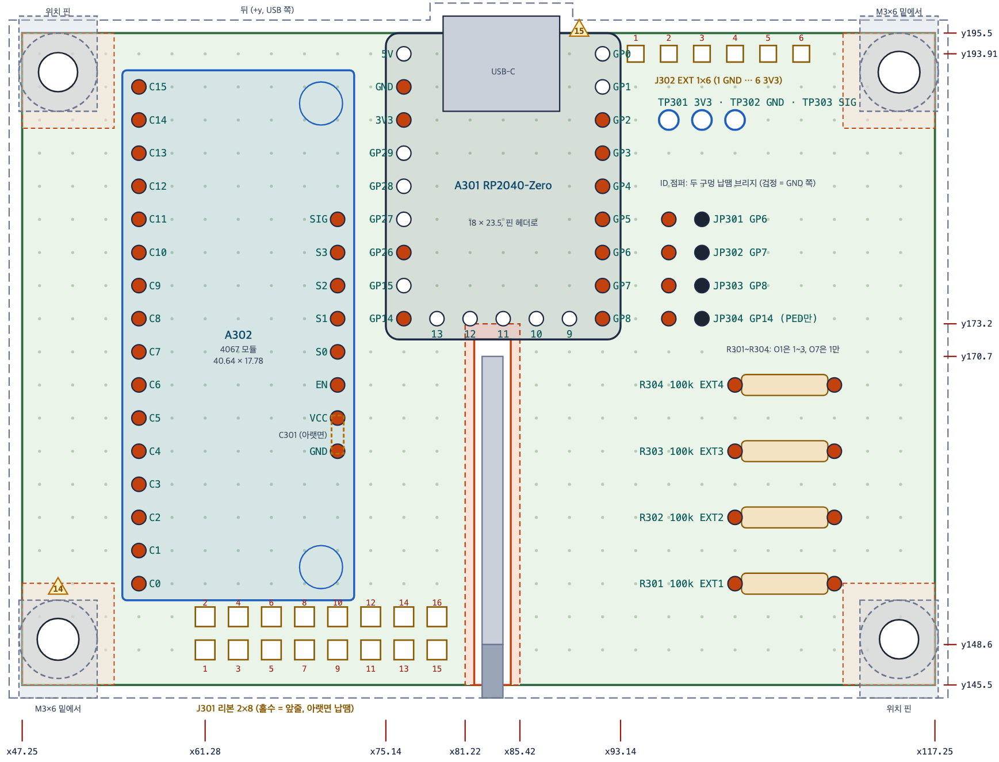 위치 핀
뒤 (+y, USB 쪽)
M3×6 밑에서
15
y195.5
1 2 3 4 5 6
5V
USB-C
GP0
y193.91
J302 EXT 1×6 (1 GND ··· 6 3V3)
C15
GND
GP1
TP301 3V3 · TP302 GND · TP303 SIG
C14
3V3
GP2
C13
GP29
GP3
C12
GP28
A301 RP2040-Zero
GP4
ID 점퍼: 두 구멍 납땜 브리지 (검정 = GND 쪽)
C11
SIG
GP27
18 × 23.5, 핀 헤더로
GP5
JP301 GP6
C10
S3
GP26
GP6
JP302 GP7
C9
S2
GP15
GP7
JP303 GP8
C8
S1
GP14
GP8
JP304 GP14 (PED만)
y173.2
13 12 11 10 9
A302
4067 모듈
40.64 × 17.78
C7
S0
R301~R304: O1은 1~3, O7은 1만
y170.7
C6
EN
R304 100k EXT4
C5
VCC
C301 (아랫면)
C4
GND
R303 100k EXT3
C3
C2
R302 100k EXT2
C1
C0
R301 100k EXT1
14
2 4 6 8 10 12 14 16
y148.6
1 3 5 7 9 11 13 15
y145.5
M3×6 밑에서
J301 리본 2×8 (홀수 = 앞줄, 아랫면 납땜)
위치 핀
x47.25
x61.28
x75.14
x81.22
x85.42
x93.14
x117.25